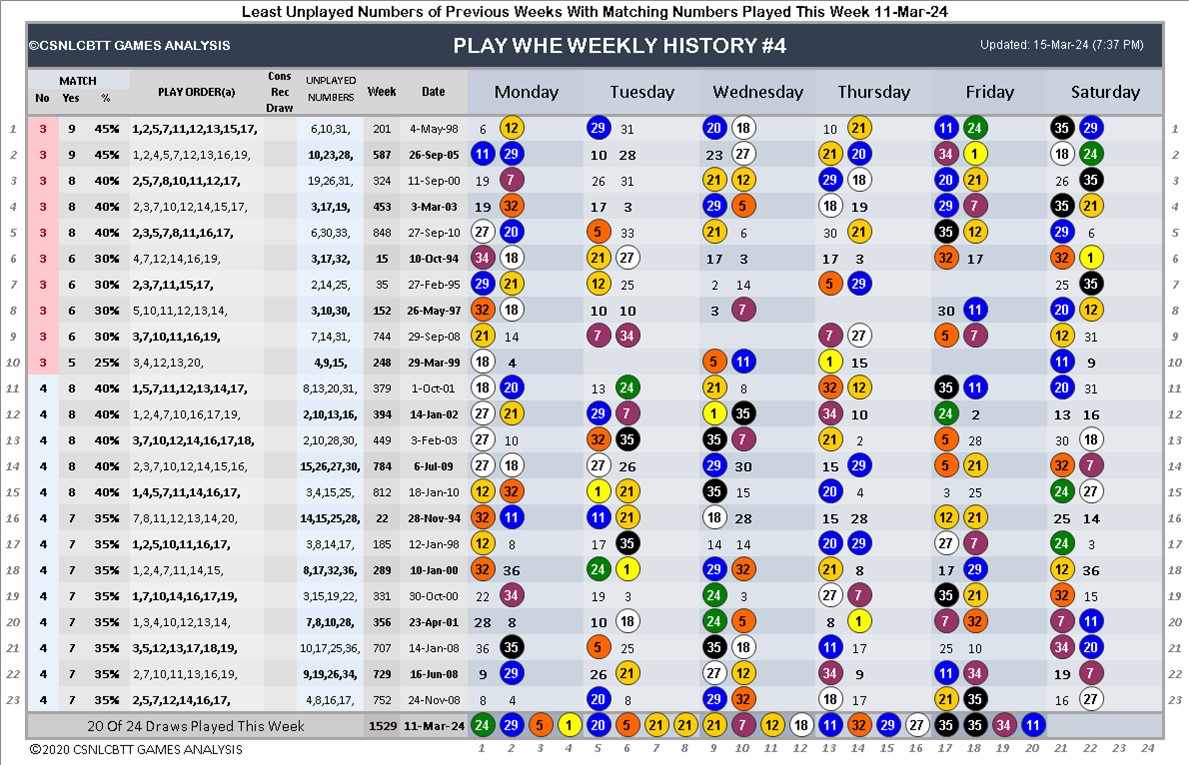 Least Unplayed Numbers of Previous Weeks With Matching Numbers Played This Week 11-Mar-24
©CSNLCBTT GAMES ANALYSIS PLAY WHE WEEKLY HISTORY #4 Updated: 15-Mar-24 (7:37 PM)
MATCH No Yes % PLAY ORDER(a) Cons Rec Draw UNPLAYED NUMBERS Week Date Monday Tuesday Wednesday Thursday Friday Saturday
1 3 9 45% 1,2,5,7,11,12,13,15,17, 6,10,31, 201 4-May-98 6 12 29 31 20 18 10 21 11 24 35 29 1
2 3 9 45% 1,2,4,5,7,12,13,16,19, 10,23,28, 587 26-Sep-05 11 29 10 28 23 27 21 20 34 1 18 24 2
3 3 8 40% 2,5,7,8,10,11,12,17, 19,26,31, 324 11-Sep-00 19 7 26 31 21 12 29 18 20 21 26 35 3
4 3 8 40% 2,3,7,10,12,14,15,17, 3,17,19, 453 3-Mar-03 19 32 17 3 29 5 18 19 29 7 35 21 4
5 3 8 40% 2,3,5,7,8,11,16,17, 6,30,33, 848 27-Sep-10 27 20 5 33 21 6 30 21 35 12 29 6 5
6 3 6 30% 4,7,12,14,16,19, 3,17,32, 15 10-Oct-94 34 18 21 27 17 3 17 3 32 17 32 1 6
7 3 6 30% 2,3,7,11,15,17, 2,14,25, 35 27-Feb-95 29 21 12 25 2 14 5 29 25 35 7
8 3 6 30% 5,10,11,12,13,14, 3,10,30, 152 26-May-97 32 18 10 10 3 7 30 11 20 12 8
9 3 6 30% 3,7,10,11,16,19, 7,14,31, 744 29-Sep-08 21 14 7 34 7 27 5 7 12 31 9
10 3 5 25% 3,4,12,13,20, 4,9,15, 248 29-Mar-99 18 4 5 11 1 15 11 9 10
11 4 8 40% 1,5,7,11,12,13,14,17, 8,13,20,31, 379 1-Oct-01 18 20 13 24 21 8 32 12 35 11 20 31 11
12 4 8 40% 1,2,4,7,10,16,17,19, 2,10,13,16, 394 14-Jan-02 27 21 29 7 1 35 34 10 24 2 13 16 12
13 4 8 40% 3,7,10,12,14,16,17,18, 2,10,28,30, 449 3-Feb-03 27 10 32 35 35 7 21 2 5 28 30 18 13
14 4 8 40% 2,3,7,10,12,14,15,16, 15,26,27,30, 784 6-Jul-09 27 18 27 26 29 30 15 29 5 21 32 7 14
15 4 8 40% 1,4,5,7,11,14,16,17, 3,4,15,25, 812 18-Jan-10 12 32 1 21 35 15 20 4 3 25 24 27 15
16 4 7 35% 7,8,11,12,13,14,20, 14,15,25,28, 22 28-Nov-94 32 11 11 21 18 28 15 28 12 21 25 14 16
17 4 7 35% 1,2,5,10,11,16,17, 3,8,14,17, 185 12-Jan-98 12 8 17 35 14 14 20 29 27 7 24 3 17
18 4 7 35% 1,2,4,7,11,14,15, 8,17,32,36, 289 10-Jan-00 32 36 24 1 29 32 21 8 17 29 12 36 18
19 4 7 35% 1,7,10,14,16,17,19, 3,15,19,22, 331 30-Oct-00 22 34 19 3 24 3 27 7 35 21 32 15 19
20 4 7 35% 1,3,4,10,12,13,14, 7,8,10,28, 356 23-Apr-01 28 8 10 18 24 5 8 1 7 32 7 11 20
21 4 7 35% 3,5,12,13,17,18,19, 10,17,25,36, 707 14-Jan-08 36 35 5 25 35 18 11 17 25 10 34 20 21
22 4 7 35% 2,7,10,11,13,16,19, 9,19,26,34, 729 16-Jun-08 9 29 26 21 27 12 34 9 11 34 19 7 22
23 4 7 35% 2,5,7,12,14,16,17, 4,8,16,17, 752 24-Nov-08 8 4 20 8 29 32 18 17 21 35 16 27 23
20 Of 24 Draws Played This Week 1529 11-Mar-24 24 29 5 1 20 5 21 21 21 7 12 18 11 32 29 27 35 35 34 11
©2020 CSNLCBTT GAMES ANALYSIS 1 2 3 4 5 6 7 8 9 10 11 12 13 14 15 16 17 18 19 20 21 22 23 24